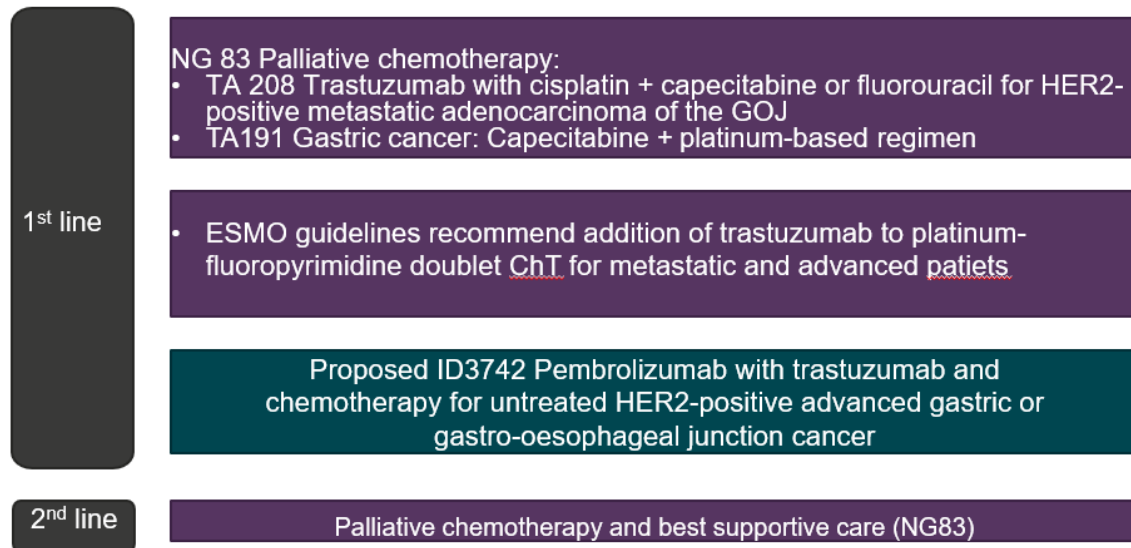 1st line
NG 83 Palliative chemotherapy:
• TA 208 Trastuzumab with cisplatin + capecitabine or fluorouracil for HER2-
positive metastatic adenocarcinoma of the GOJ
• TA191 Gastric cancer: Capecitabine + platinum-based regimen
• ESMO guidelines recommend addition of trastuzumab to platinum-
fluoropyrimidine doublet ChT for metastatic and advanced patiets
Proposed ID3742 Pembrolizumab with trastuzumab and
chemotherapy for untreated HER2-positive advanced gastric or
gastro-oesophageal junction cancer
2nd line
Palliative chemotherapy and best supportive care (NG83)